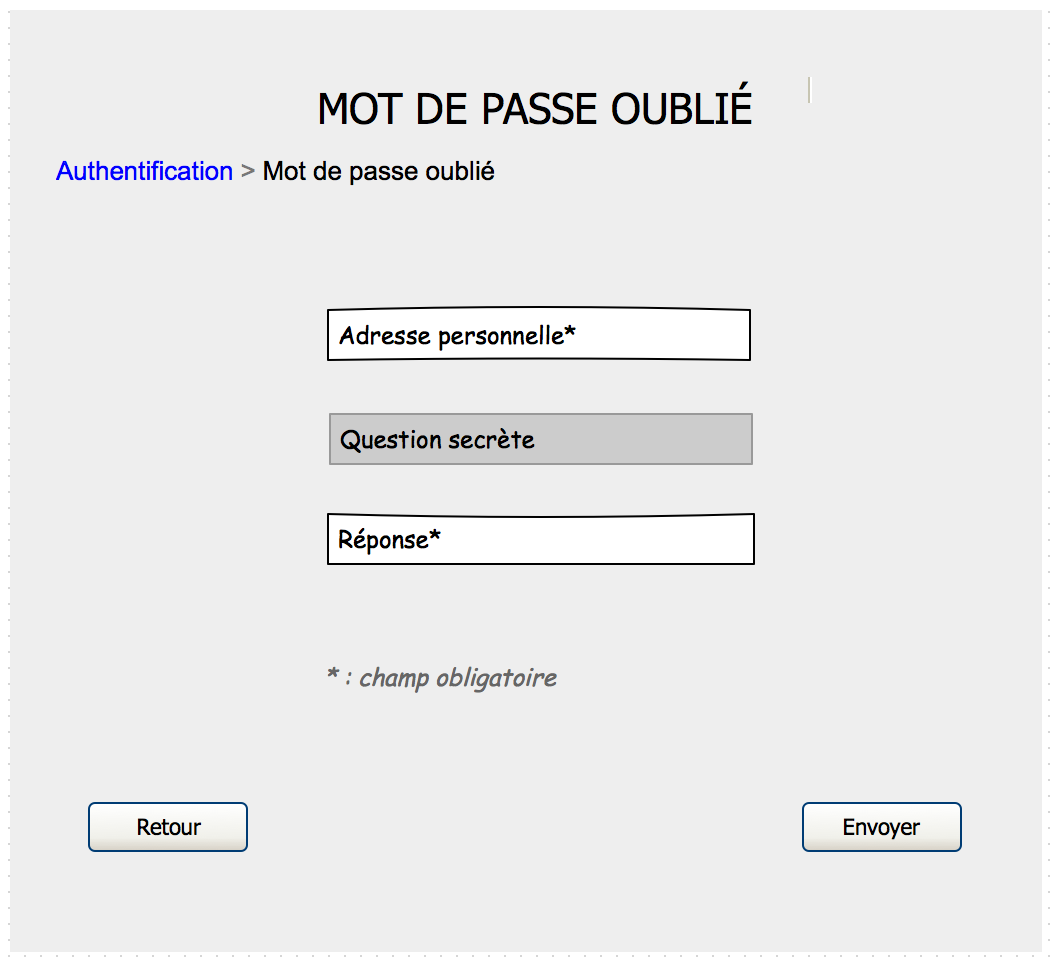 MOT DE PASSE OUBLIÉ
Authentification > Mot de passe oublié
Adresse personnelle*
Question secrète
Réponse*
* : champ obligatoire
Retour
Envoyer